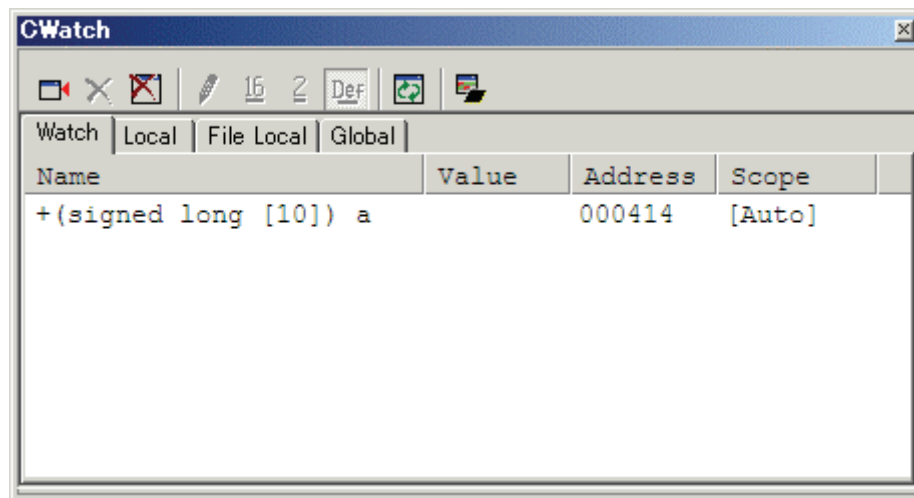 CWatch
16 2 Def
Watch Local File Local Global
Name Value Address Scope
+(signed long [10]) a 000414 [Auto]